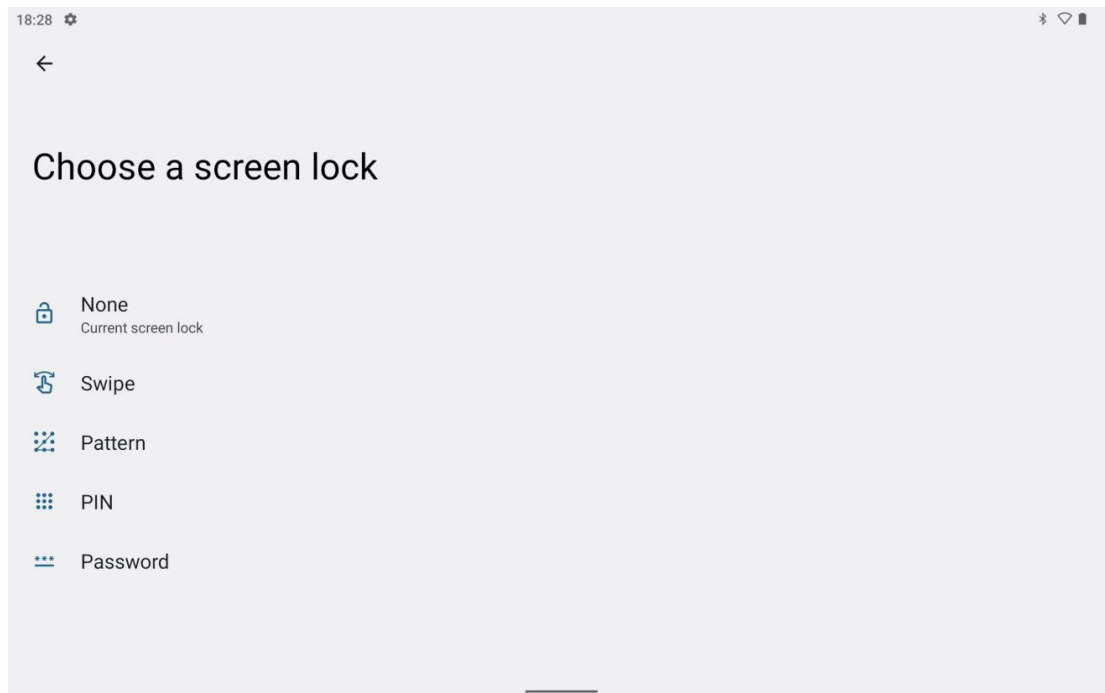 18:28
Choose a screen lock
None
Current screen lock
Swipe
Pattern
PIN
Password